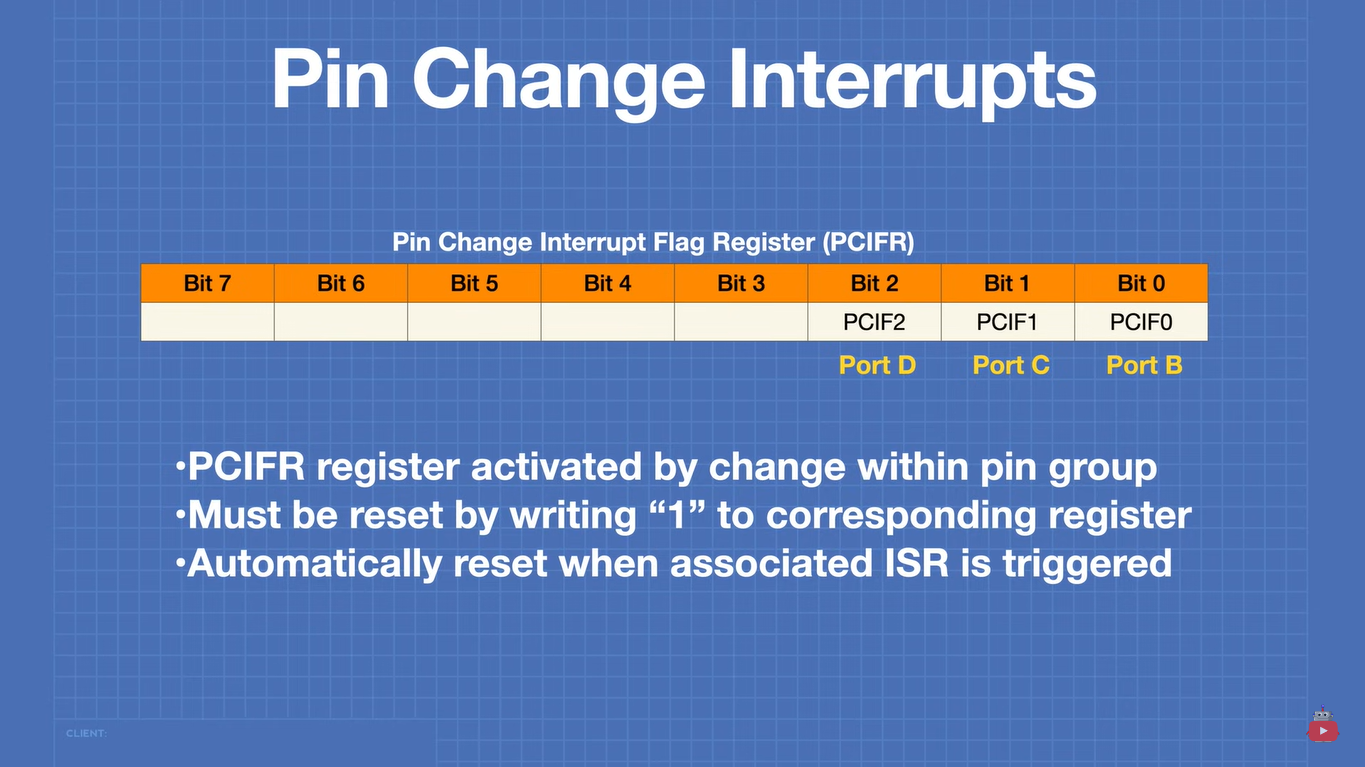 Pin Change Interrupts
Pin Change Interrupt Flag Register (PCIFR)
Bit 7 Bit 6 Bit 5 Bit 4 Bit 3 Bit 2 Bit 1 Bit 0
PCIF2 PCIF1 PCIF0
Port D Port C Port B
•PCIFR register activated by change within pin group
•Must be reset by writing “1” to corresponding register
•Automatically reset when associated ISR is triggered
CLIENT: